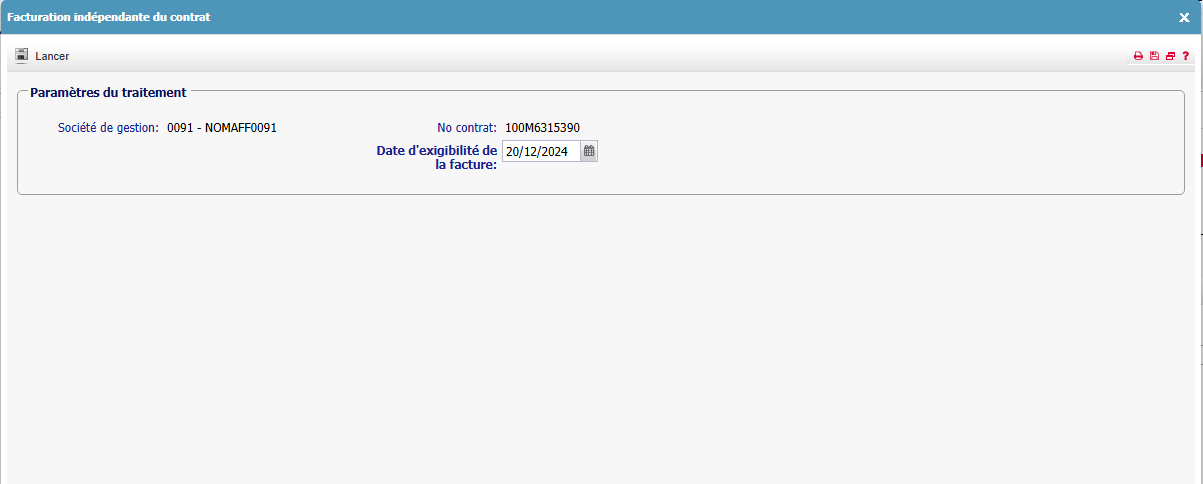 Facturation indépendante du contrat
Lancer
Paramètres du traitement
Société de gestion: 0091 - NOMAFF0091 No contrat: 100M6315390
Date d'exigibilité de la facture: 20/12/2024